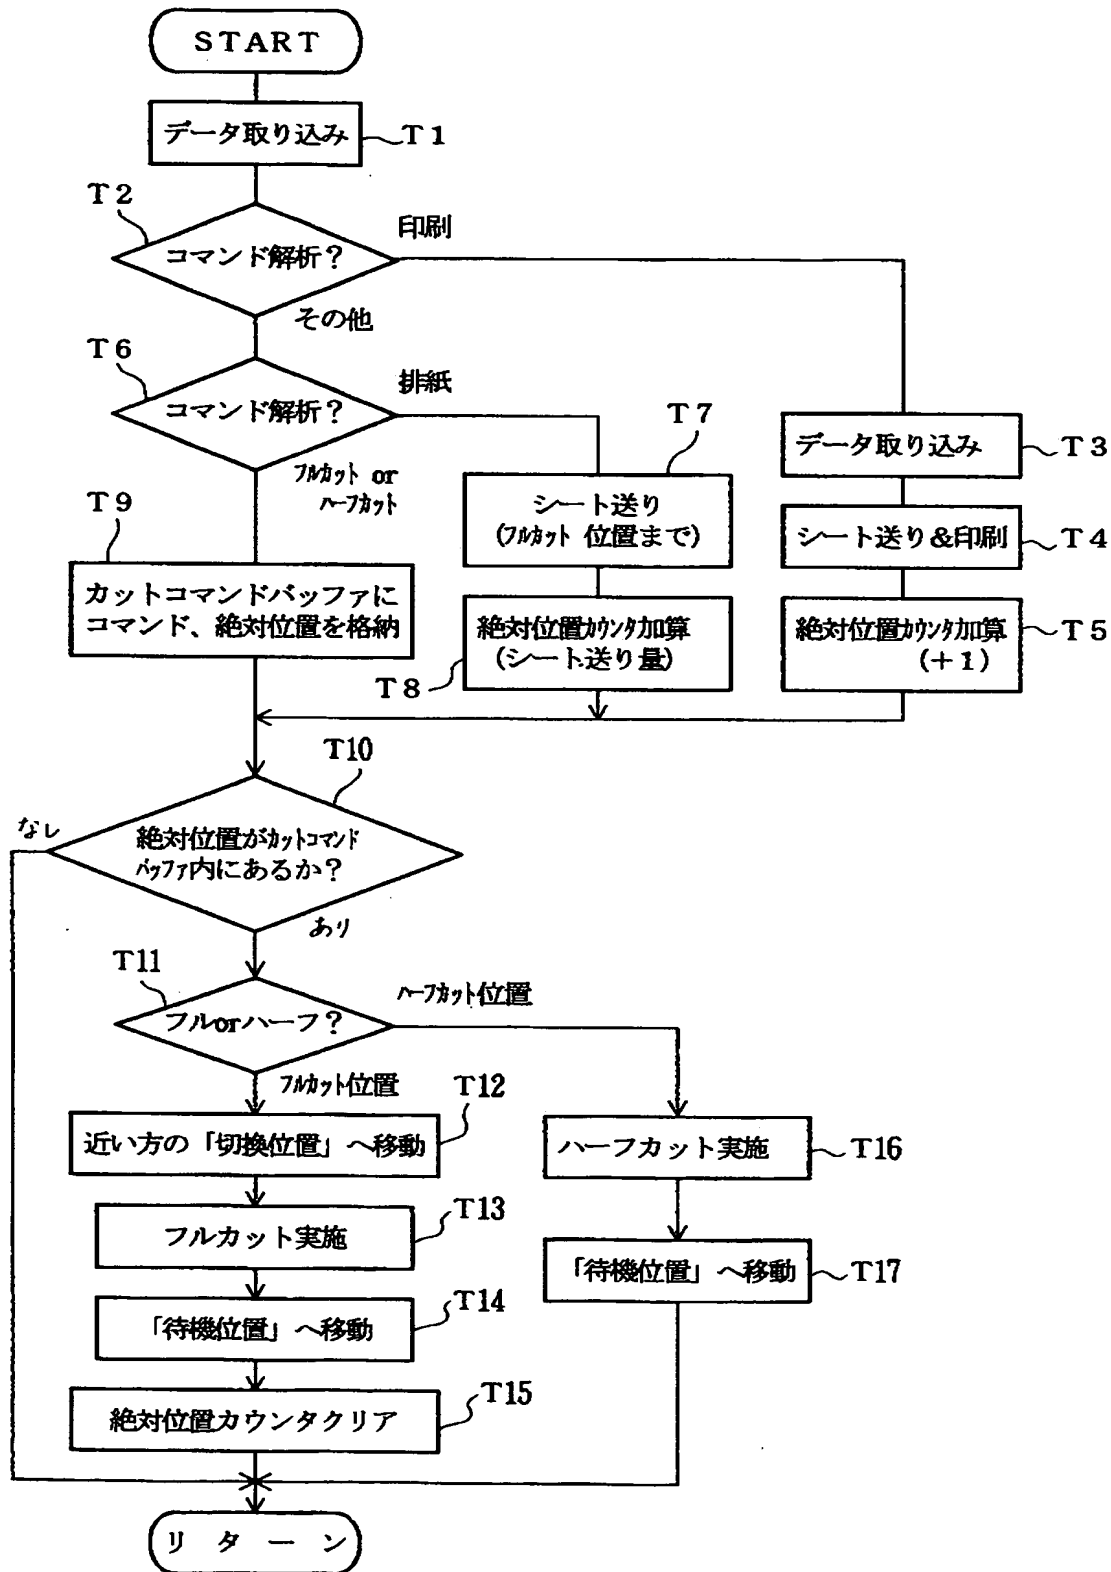 START
データ取り込み
T1
T2
印刷
コマンド解析？
その他
T6
排紙
コマンド解析？
T7
データ取り込み
T3
フルカット or
ハーフカット
T9
シート送り
(フルカット 位置まで)
シート送り&印刷
T4
カットコマンドバッファに
コマンド、絶対位置を格納
絶対位置カウンタ加算
(シート送り量)
T8
絶対位置カウンタ加算
(+1)
T5
T10
なし
絶対位置がカットコマンド
バッファ内にあるか？
あり
T11
ハーフカット位置
フルorハーフ？
フルカット位置
T12
近い方の「切換位置」へ移動
ハーフカット実施
T16
T13
フルカット実施
「待機位置」へ移動
T17
T14
「待機位置」へ移動
T15
絶対位置カウンタクリア
リターン